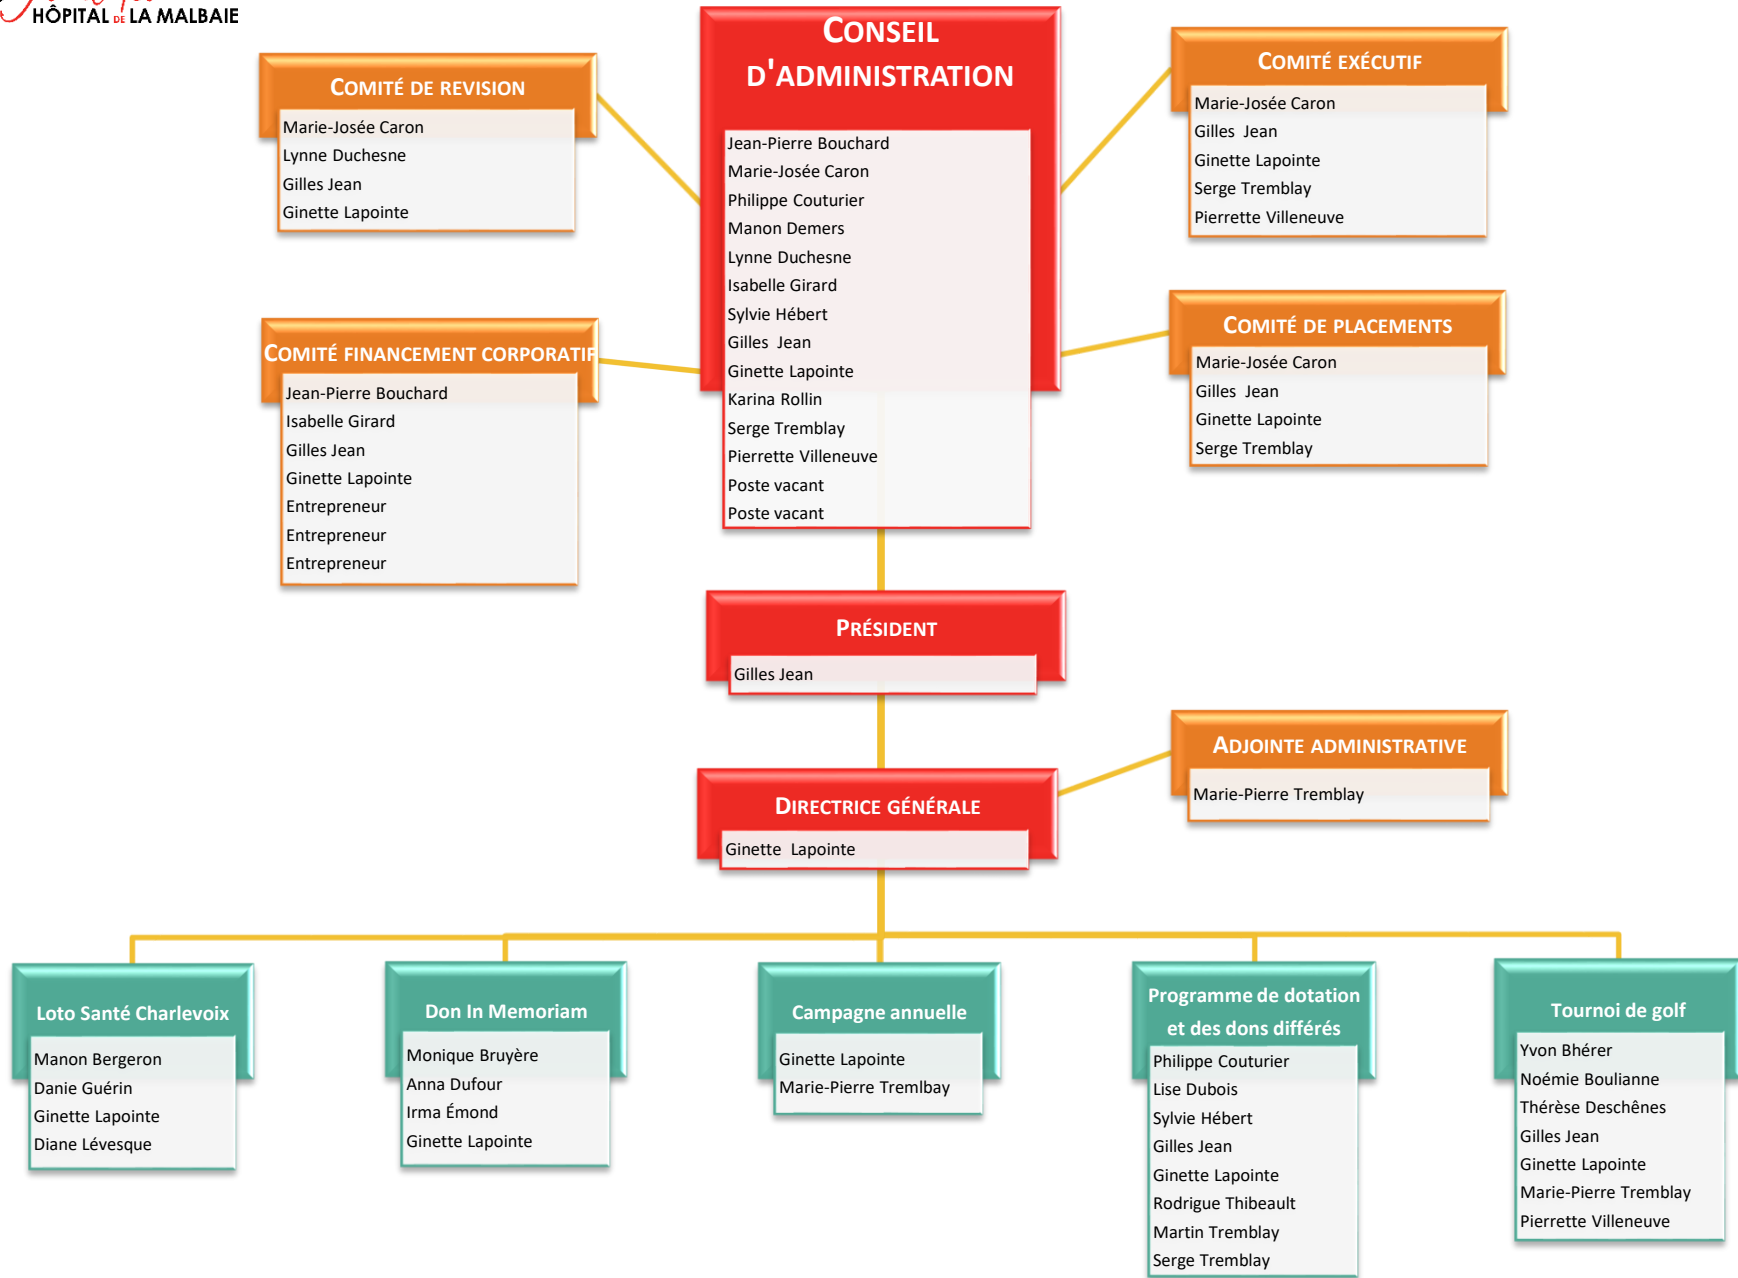 HÔPITAL DE LA MALBAIE
CONSEIL
D'ADMINISTRATION
Jean-Pierre Bouchard
Marie-Josée Caron
Philippe Couturier
Manon Demers
Lynne Duchesne
Isabelle Girard
Sylvie Hébert
Gilles  Jean
Ginette Lapointe
Karina Rollin
Serge Tremblay
Pierrette Villeneuve
Poste vacant
Poste vacant
COMITÉ DE REVISION
Marie-Josée Caron
Lynne Duchesne
Gilles Jean
Ginette Lapointe
COMITÉ EXÉCUTIF
Marie-Josée Caron
Gilles  Jean
Ginette Lapointe
Serge Tremblay
Pierrette Villeneuve
COMITÉ FINANCEMENT CORPORATIF
Jean-Pierre Bouchard
Isabelle Girard
Gilles Jean
Ginette Lapointe
Entrepreneur
Entrepreneur
Entrepreneur
COMITÉ DE PLACEMENTS
Marie-Josée Caron
Gilles  Jean
Ginette Lapointe
Serge Tremblay
PRÉSIDENT
Gilles Jean
DIRECTRICE GÉNÉRALE
Ginette  Lapointe
ADJOINTE ADMINISTRATIVE
Marie-Pierre Tremblay
Loto Santé Charlevoix
Manon Bergeron
Danie Guérin
Ginette Lapointe
Diane Lévesque
Don In Memoriam
Monique Bruyère
Anna Dufour
Irma Émond
Ginette Lapointe
Campagne annuelle
Ginette Lapointe
Marie-Pierre Tremlbay
Programme de dotation
et des dons différés
Philippe Couturier
Lise Dubois
Sylvie Hébert
Gilles Jean
Ginette Lapointe
Rodrigue Thibeault
Martin Tremblay
Serge Tremblay
Tournoi de golf
Yvon Bhérer
Noémie Boulianne
Thérèse Deschênes
Gilles Jean
Ginette Lapointe
Marie-Pierre Tremblay
Pierrette Villeneuve